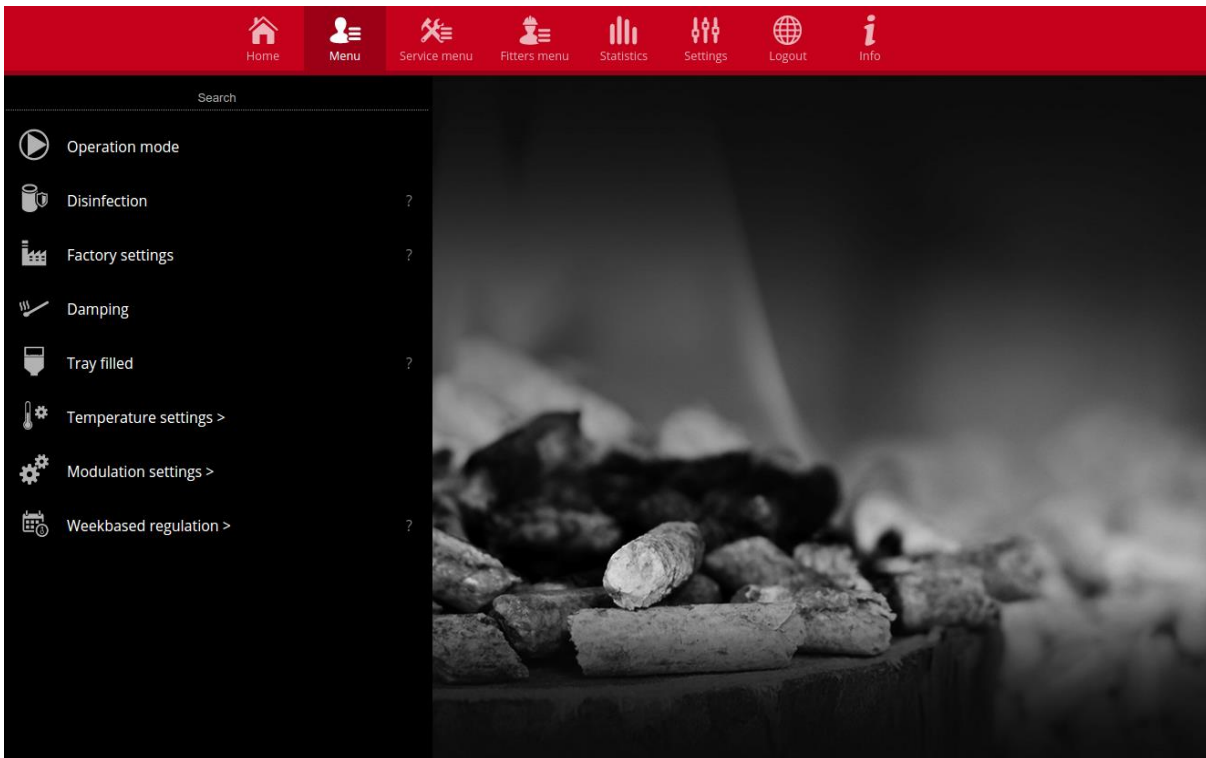 Home
Menu
Service menu
Fitters menu
Statistics
Settings
Logout
Info
Search
Operation mode
Disinfection ?
Factory settings ?
Damping
Tray filled ?
Temperature settings >
Modulation settings >
Weekbased regulation > ?